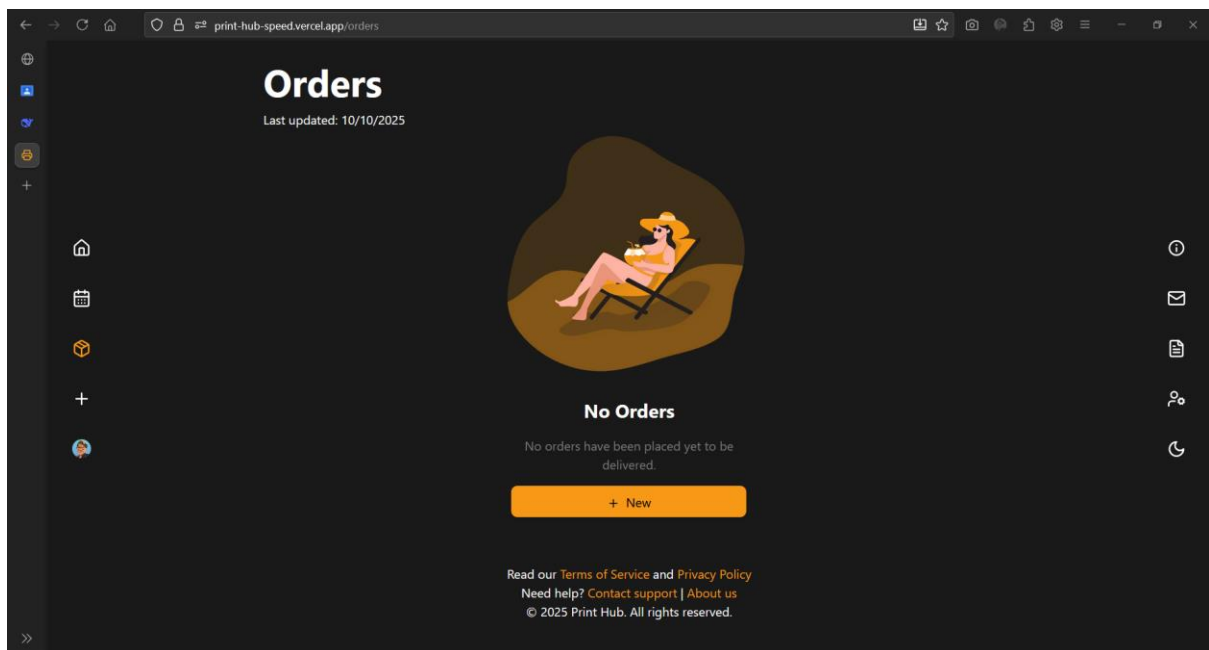 print-hub-speed.vercel.app/orders
Orders
Last updated: 10/10/2025
No Orders
No orders have been placed yet to be
delivered.
+ New
Read our Terms of Service and Privacy Policy
Need help? Contact support | About us
© 2025 Print Hub. All rights reserved.